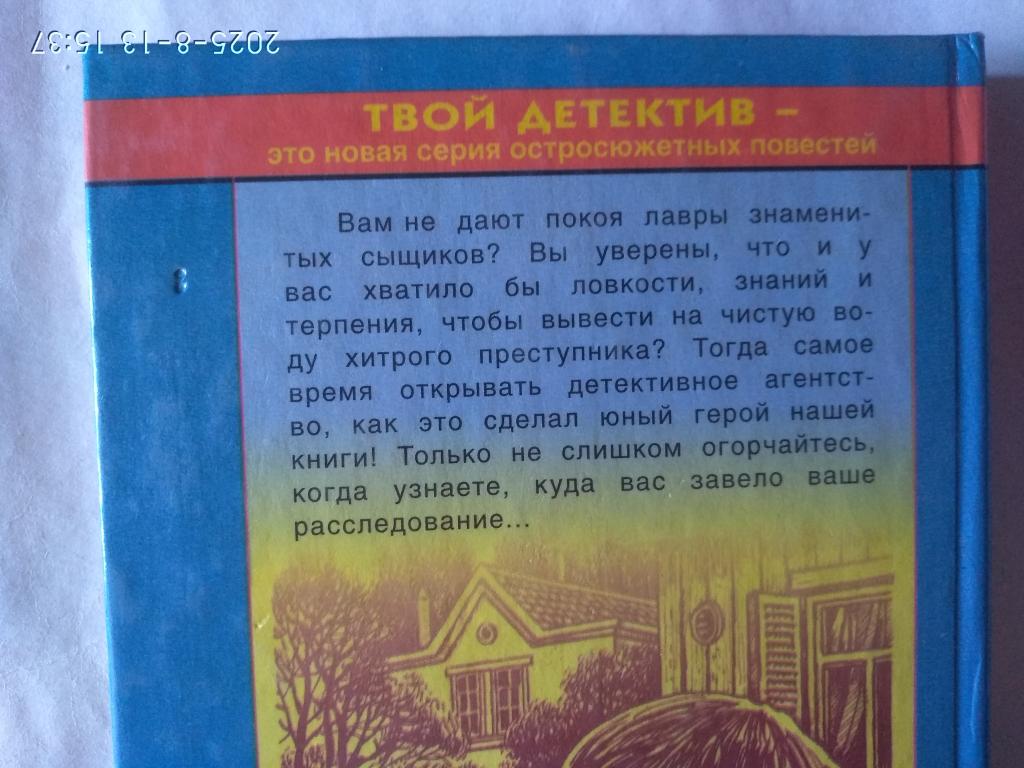 2025-8-13 15:37
ТВОЙ ДЕТЕКТИВ –
это новая серия остросюжетных повестей
Вам не дают покоя лавры знамени-
тых сыщиков? Вы уверены, что и у
вас хватило бы ловкости, знаний и
терпения, чтобы вывести на чистую во-
ду хитрого преступника? Тогда самое
время открывать детективное агентст-
во, как это сделал юный герой нашей
книги! Только не слишком огорчайтесь,
когда узнаете, куда вас завело ваше
расследование...